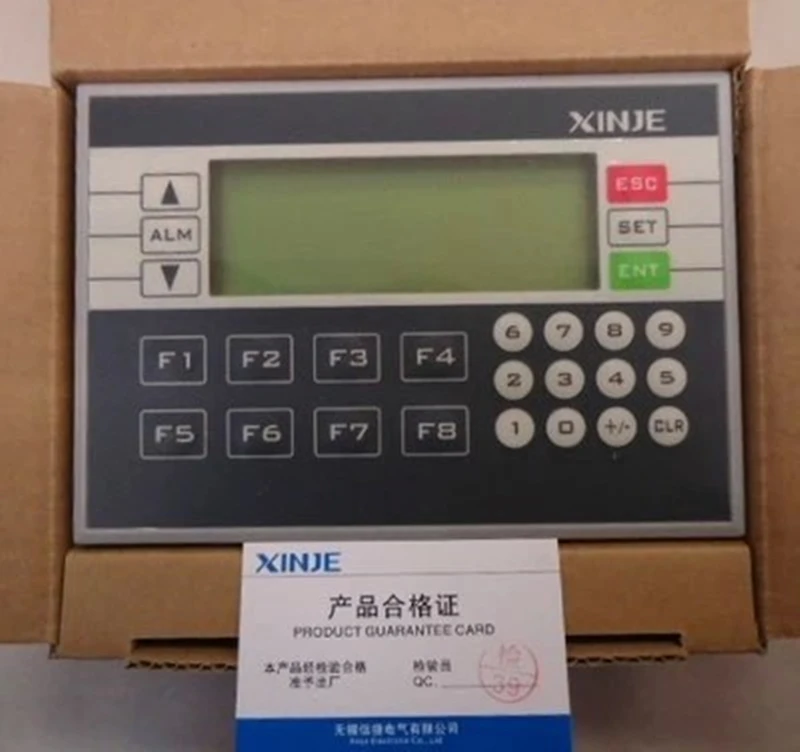 XINJE
▲ ESC
ALM SET
▼ ENT
F1 F2 F3 F4 6 7 8 9
2 3 4 5
F5 F6 F7 F8 1 0 +/- CLR
XINJE
产品合格证
PRODUCT GUARANTEE CARD
本产品经检验合格 检验员
准予出厂 QC.
检
39
无锡信捷电气有限公司